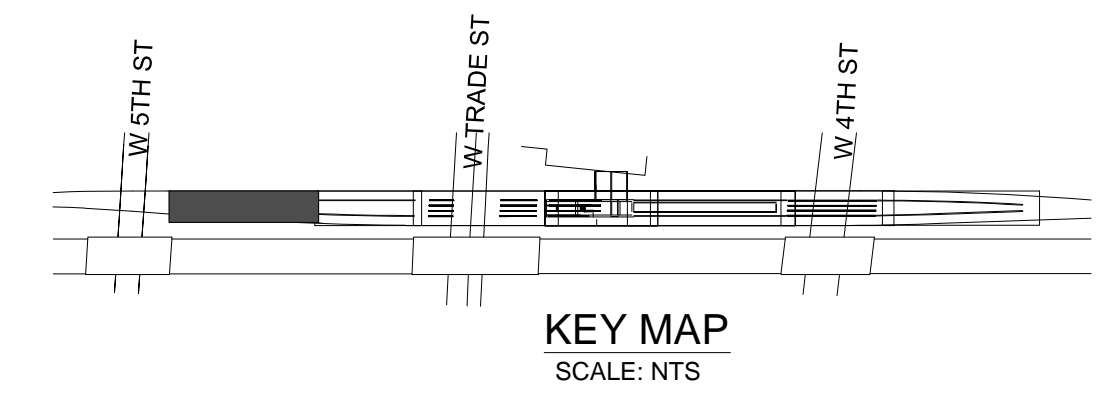 W 5TH ST
W TRADE ST
W 4TH ST
KEY MAP
SCALE: NTS